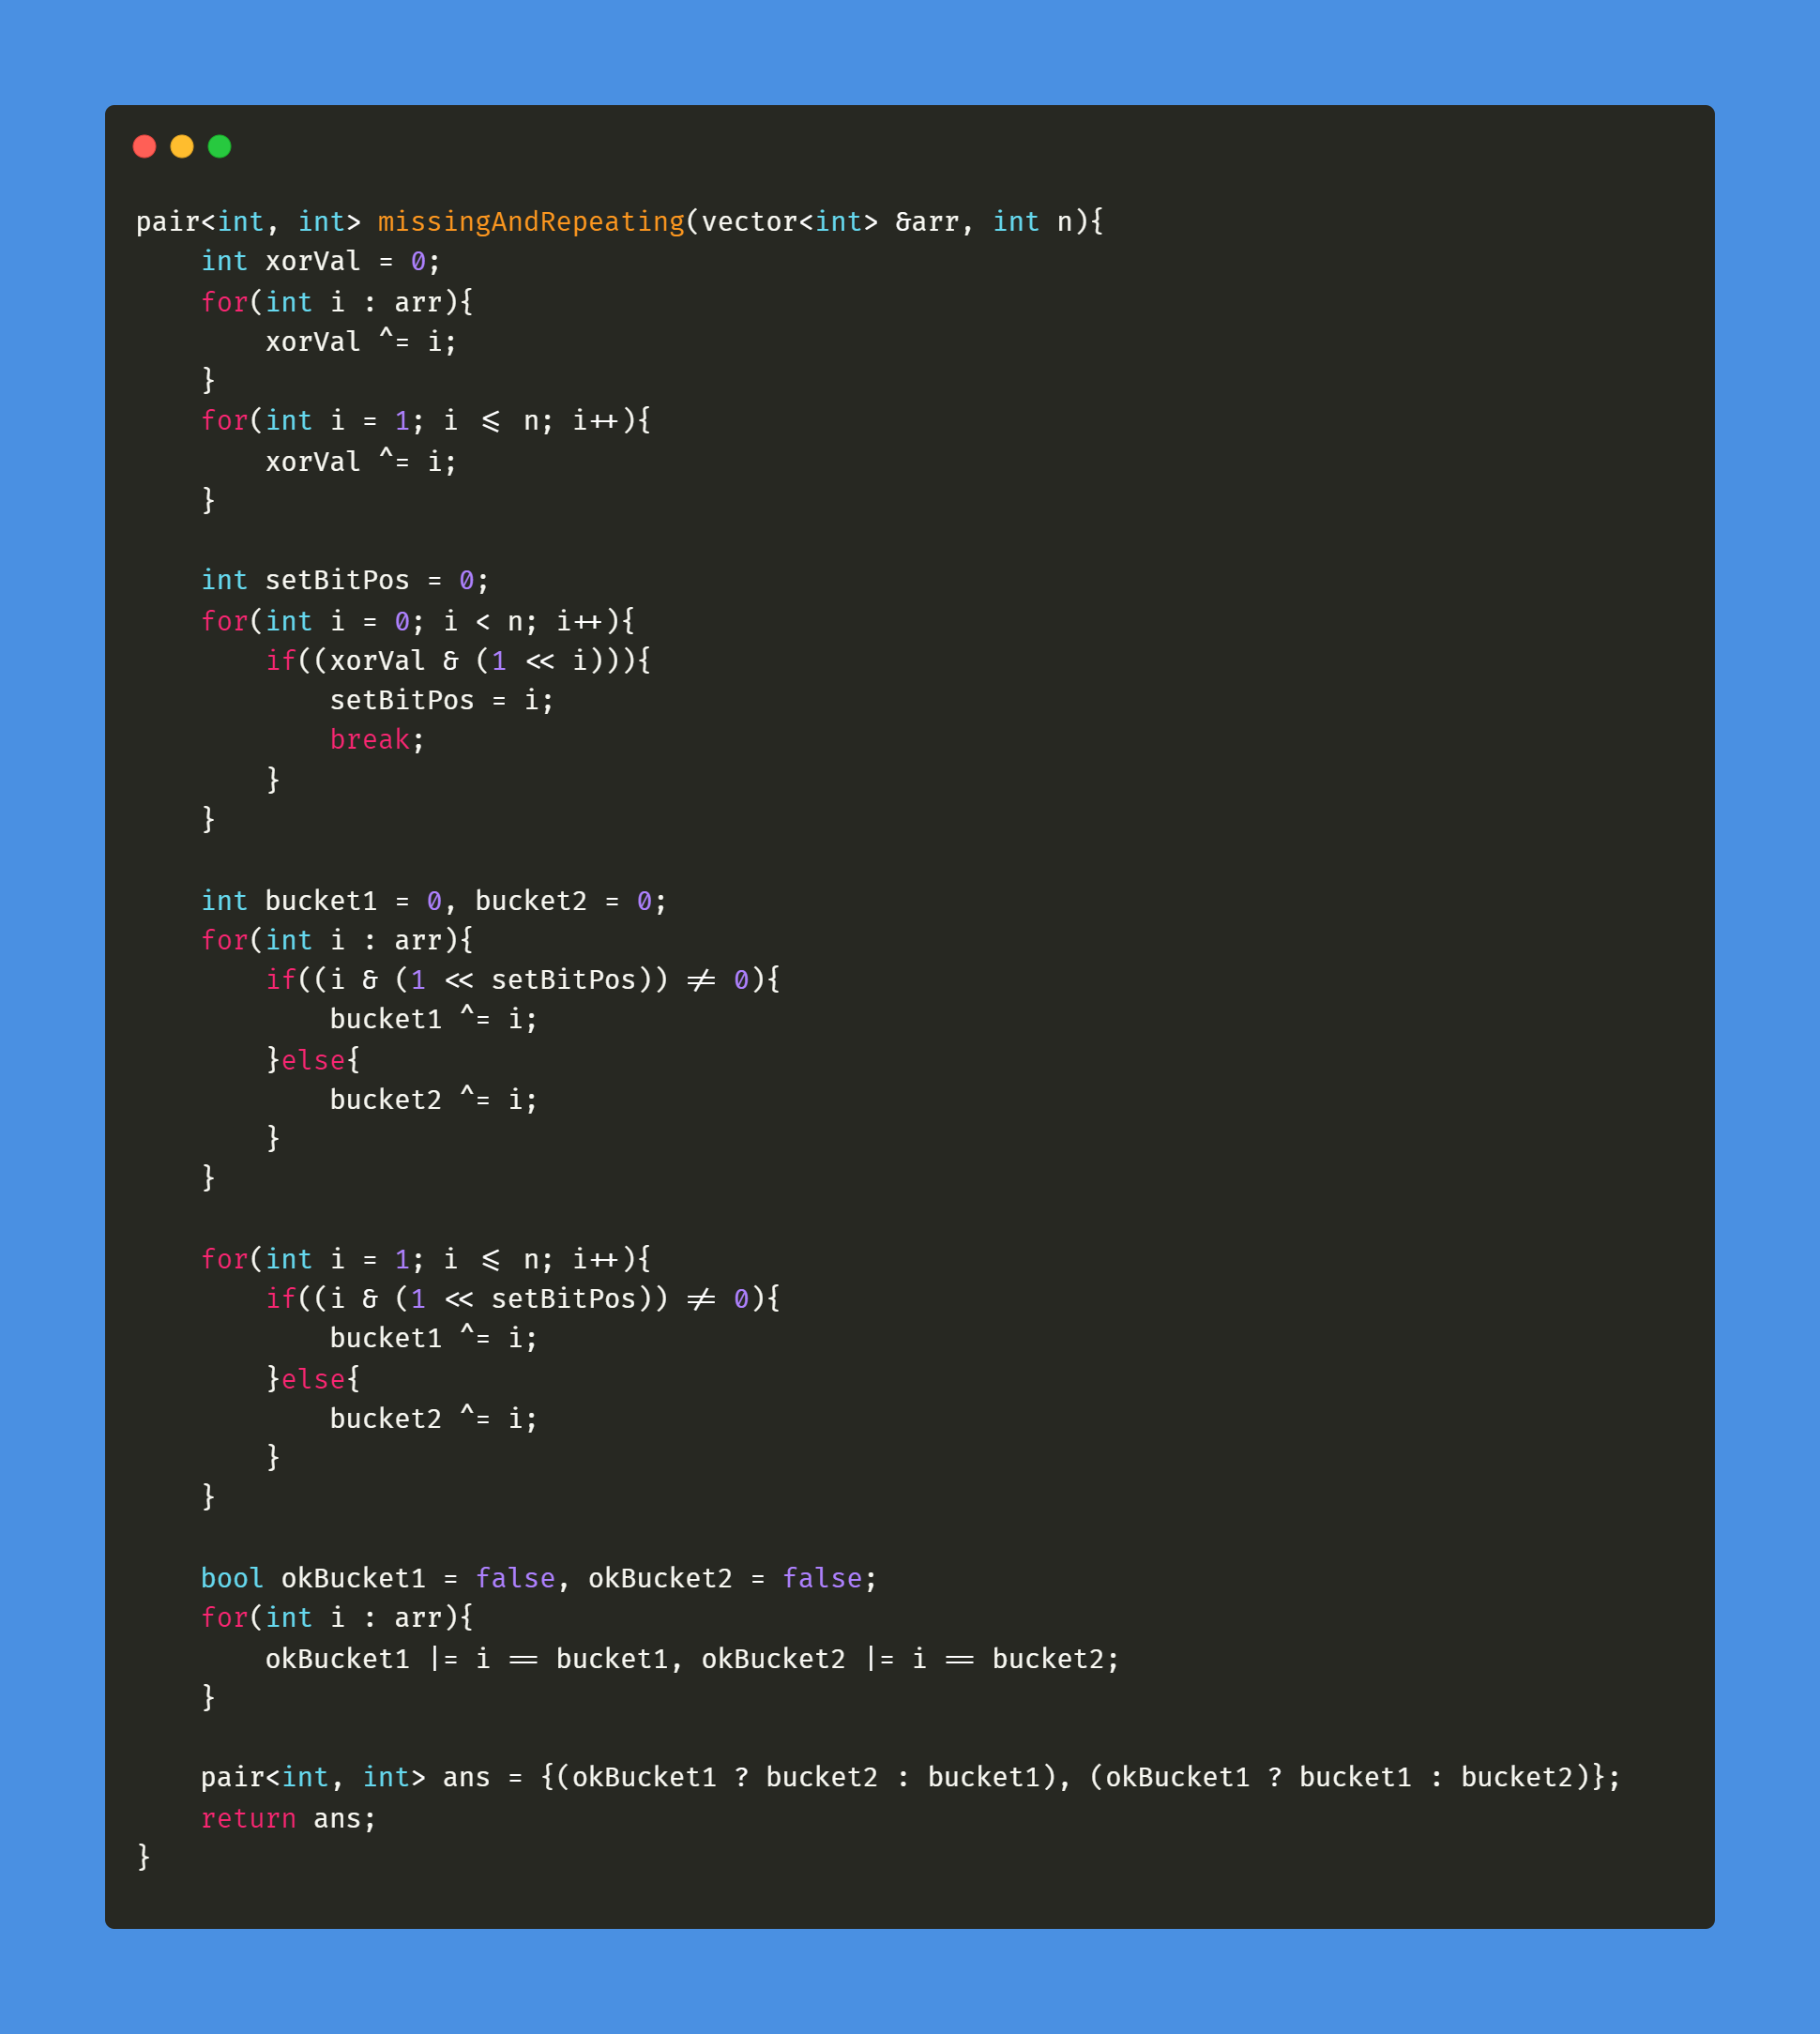 pair<int, int> missingAndRepeating(vector<int> &arr, int n){
    int xorVal = 0;
    for(int i : arr){
        xorVal ^= i;
    }
    for(int i = 1; i <= n; i++){
        xorVal ^= i;
    }

    int setBitPos = 0;
    for(int i = 0; i < n; i++){
        if((xorVal & (1 << i))){
            setBitPos = i;
            break;
        }
    }

    int bucket1 = 0, bucket2 = 0;
    for(int i : arr){
        if((i & (1 << setBitPos)) != 0){
            bucket1 ^= i;
        }else{
            bucket2 ^= i;
        }
    }

    for(int i = 1; i <= n; i++){
        if((i & (1 << setBitPos)) != 0){
            bucket1 ^= i;
        }else{
            bucket2 ^= i;
        }
    }

    bool okBucket1 = false, okBucket2 = false;
    for(int i : arr){
        okBucket1 |= i == bucket1, okBucket2 |= i == bucket2;
    }

    pair<int, int> ans = {(okBucket1 ? bucket2 : bucket1), (okBucket1 ? bucket1 : bucket2)};
    return ans;
}